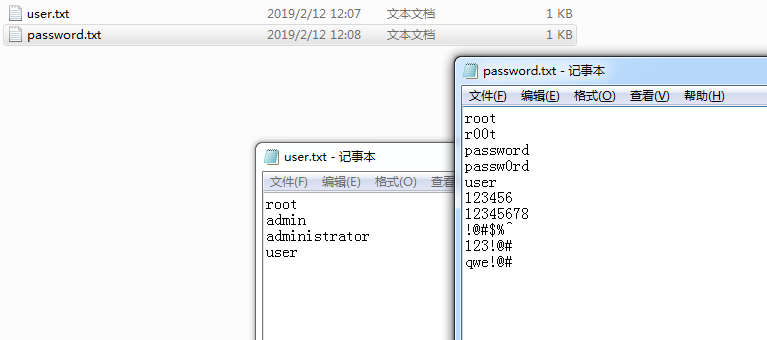 user.txt 2019/2/12 12:07 文本文档 1 KB
password.txt 2019/2/12 12:08 文本文档 1 KB
password.txt - 记事本
文件(F) 编辑(E) 格式(O) 查看(V) 帮助(H)
root
r00t
password
passw0rd
user
123456
12345678
!@#$%^
123!@#
qwe!@#
user.txt - 记事本
文件(F) 编辑(E) 格式(O) 查看
root
admin
administrator
user